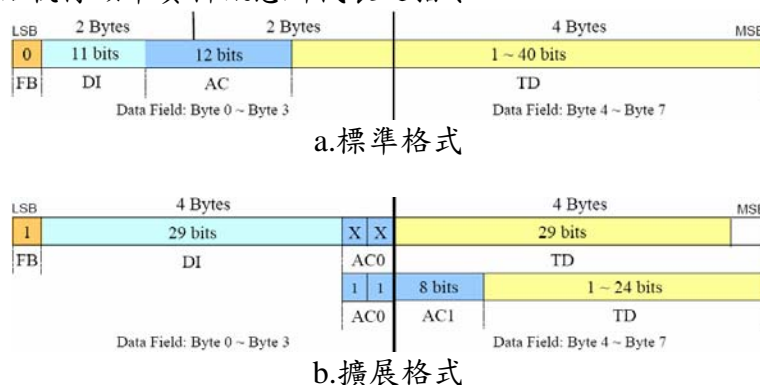 LSB 2 Bytes 2 Bytes 4 Bytes MSB
0 11 bits 12 bits 1 ~ 40 bits
FB DI AC TD
Data Field: Byte 0 ~ Byte 3 Data Field: Byte 4 ~ Byte 7
a.標準格式
LSB 4 Bytes 4 Bytes MSB
1 29 bits X X 29 bits
FB DI AC0 TD
1 1 8 bits 1 ~ 24 bits
AC0 AC1 TD
Data Field: Byte 0 ~ Byte 3 Data Field: Byte 4 ~ Byte 7
b.擴展格式